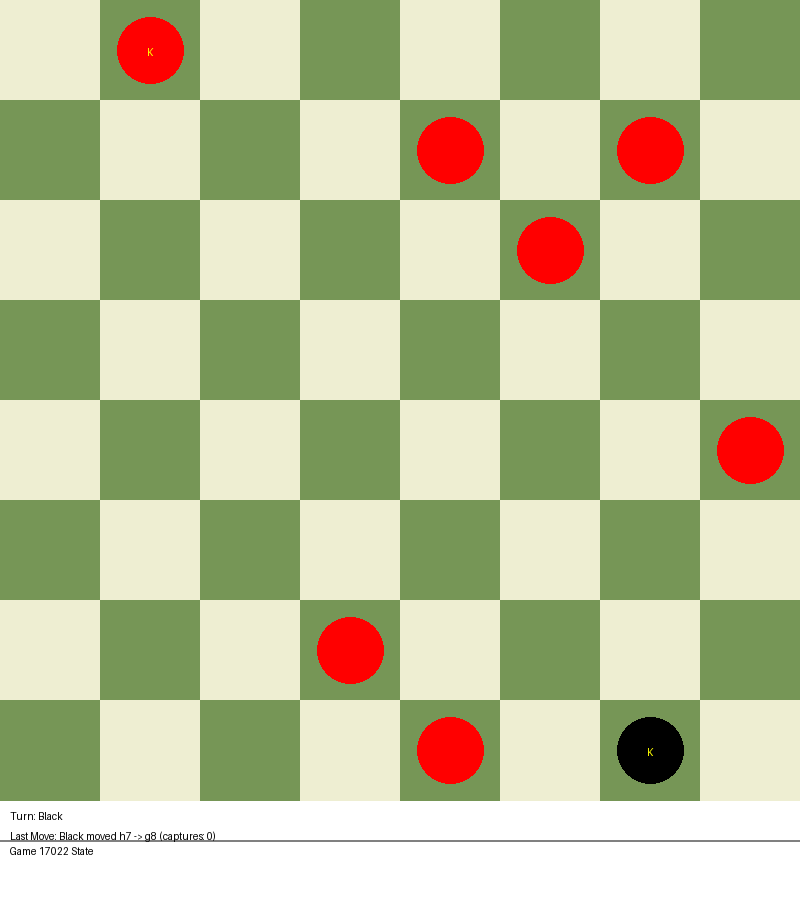 K
K
Turn: Black
Last Move: Black moved h7 -> g8 (captures: 0)
Game 17022 State